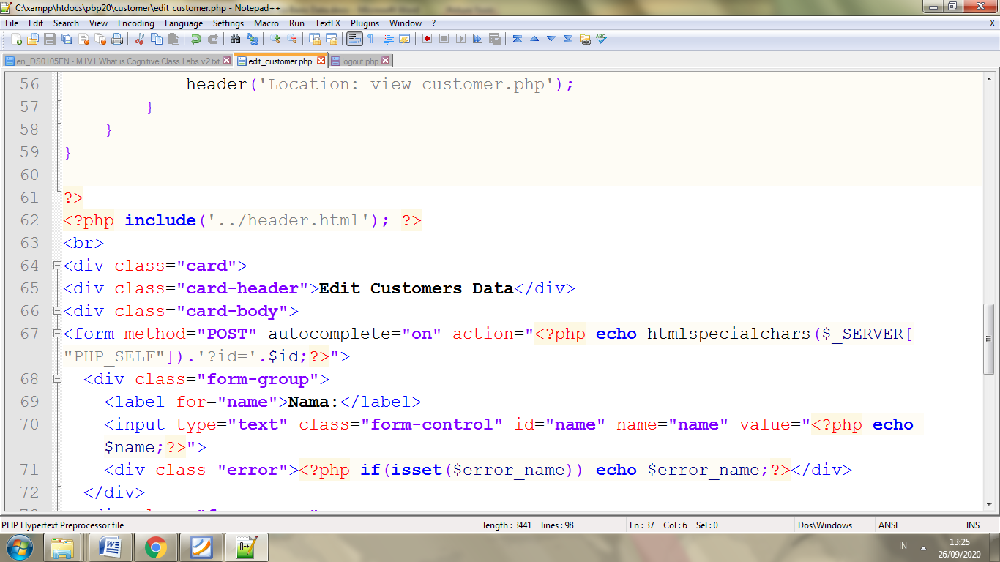 C:\xampp\htdocs\pbp20\customer\edit_customer.php - Notepad++
File Edit Search View Encoding Language Settings Macro Run TextFX Plugins Window ? X
en_DS0105EN - M1V1 What is Cognitive Class Labs v2.txt edit_customer.php logout.php
56 header('Location: view_customer.php');
57 }
58 }
59 }
60
61 ?>
62 <?php include('../header.html'); ?>
63 <br>
64 <div class="card">
65 <div class="card-header">Edit Customers Data</div>
66 <div class="card-body">
67 <form method="POST" autocomplete="on" action="<?php echo htmlspecialchars($_SERVER[
"PHP_SELF"]).'?id='.$id;?>">
68 <div class="form-group">
69 <label for="name">Nama:</label>
70 <input type="text" class="form-control" id="name" name="name" value="<?php echo
$name;?>">
71 <div class="error"><?php if(isset($error_name)) echo $error_name;?></div>
72 </div>
PHP Hypertext Preprocessor file length : 3441 lines : 98 Ln : 37 Col : 6 Sel : 0 Dos\Windows ANSI INS
IN 13:25
26/09/2020